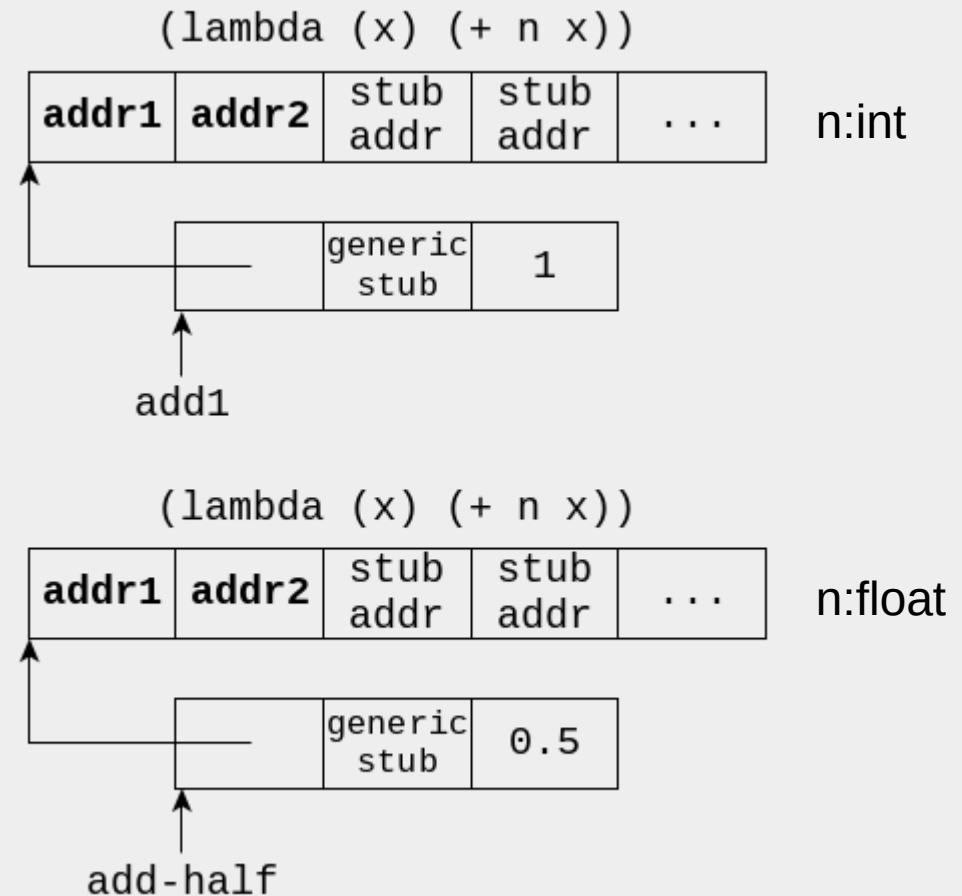 (lambda (x) (+ n x))
addr1 addr2 stub addr stub addr ... n:int
generic stub 1
add1
(lambda (x) (+ n x))
addr1 addr2 stub addr stub addr ... n:float
generic stub 0.5
add-half